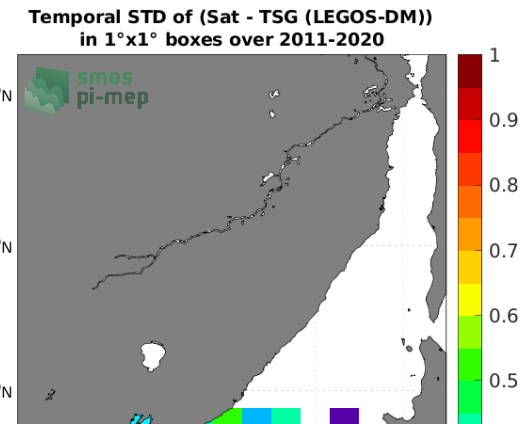 Temporal STD of (Sat - TSG (LEGOS-DM))
in 1°x1° boxes over 2011-2020
smos
pi-mep
1
°N
0.9
0.8
0.7
°N
0.6
0.5
°N